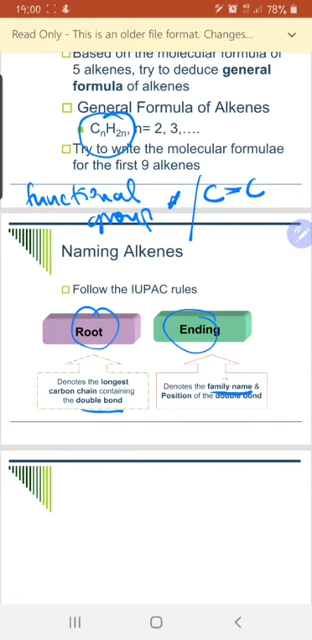 19:00 4G 78%
Read Only - This is an older file format. Changes...
Based on the molecular formula of
5 alkenes, try to deduce general
formula of alkenes
General Formula of Alkenes
CnH2n, n= 2, 3,....
Try to write the molecular formulae
for the first 9 alkenes
functional
group
C=C
Naming Alkenes
Follow the IUPAC rules
Root
Ending
Denotes the longest
carbon chain containing
the double bond
Denotes the family name &
Position of the double bond